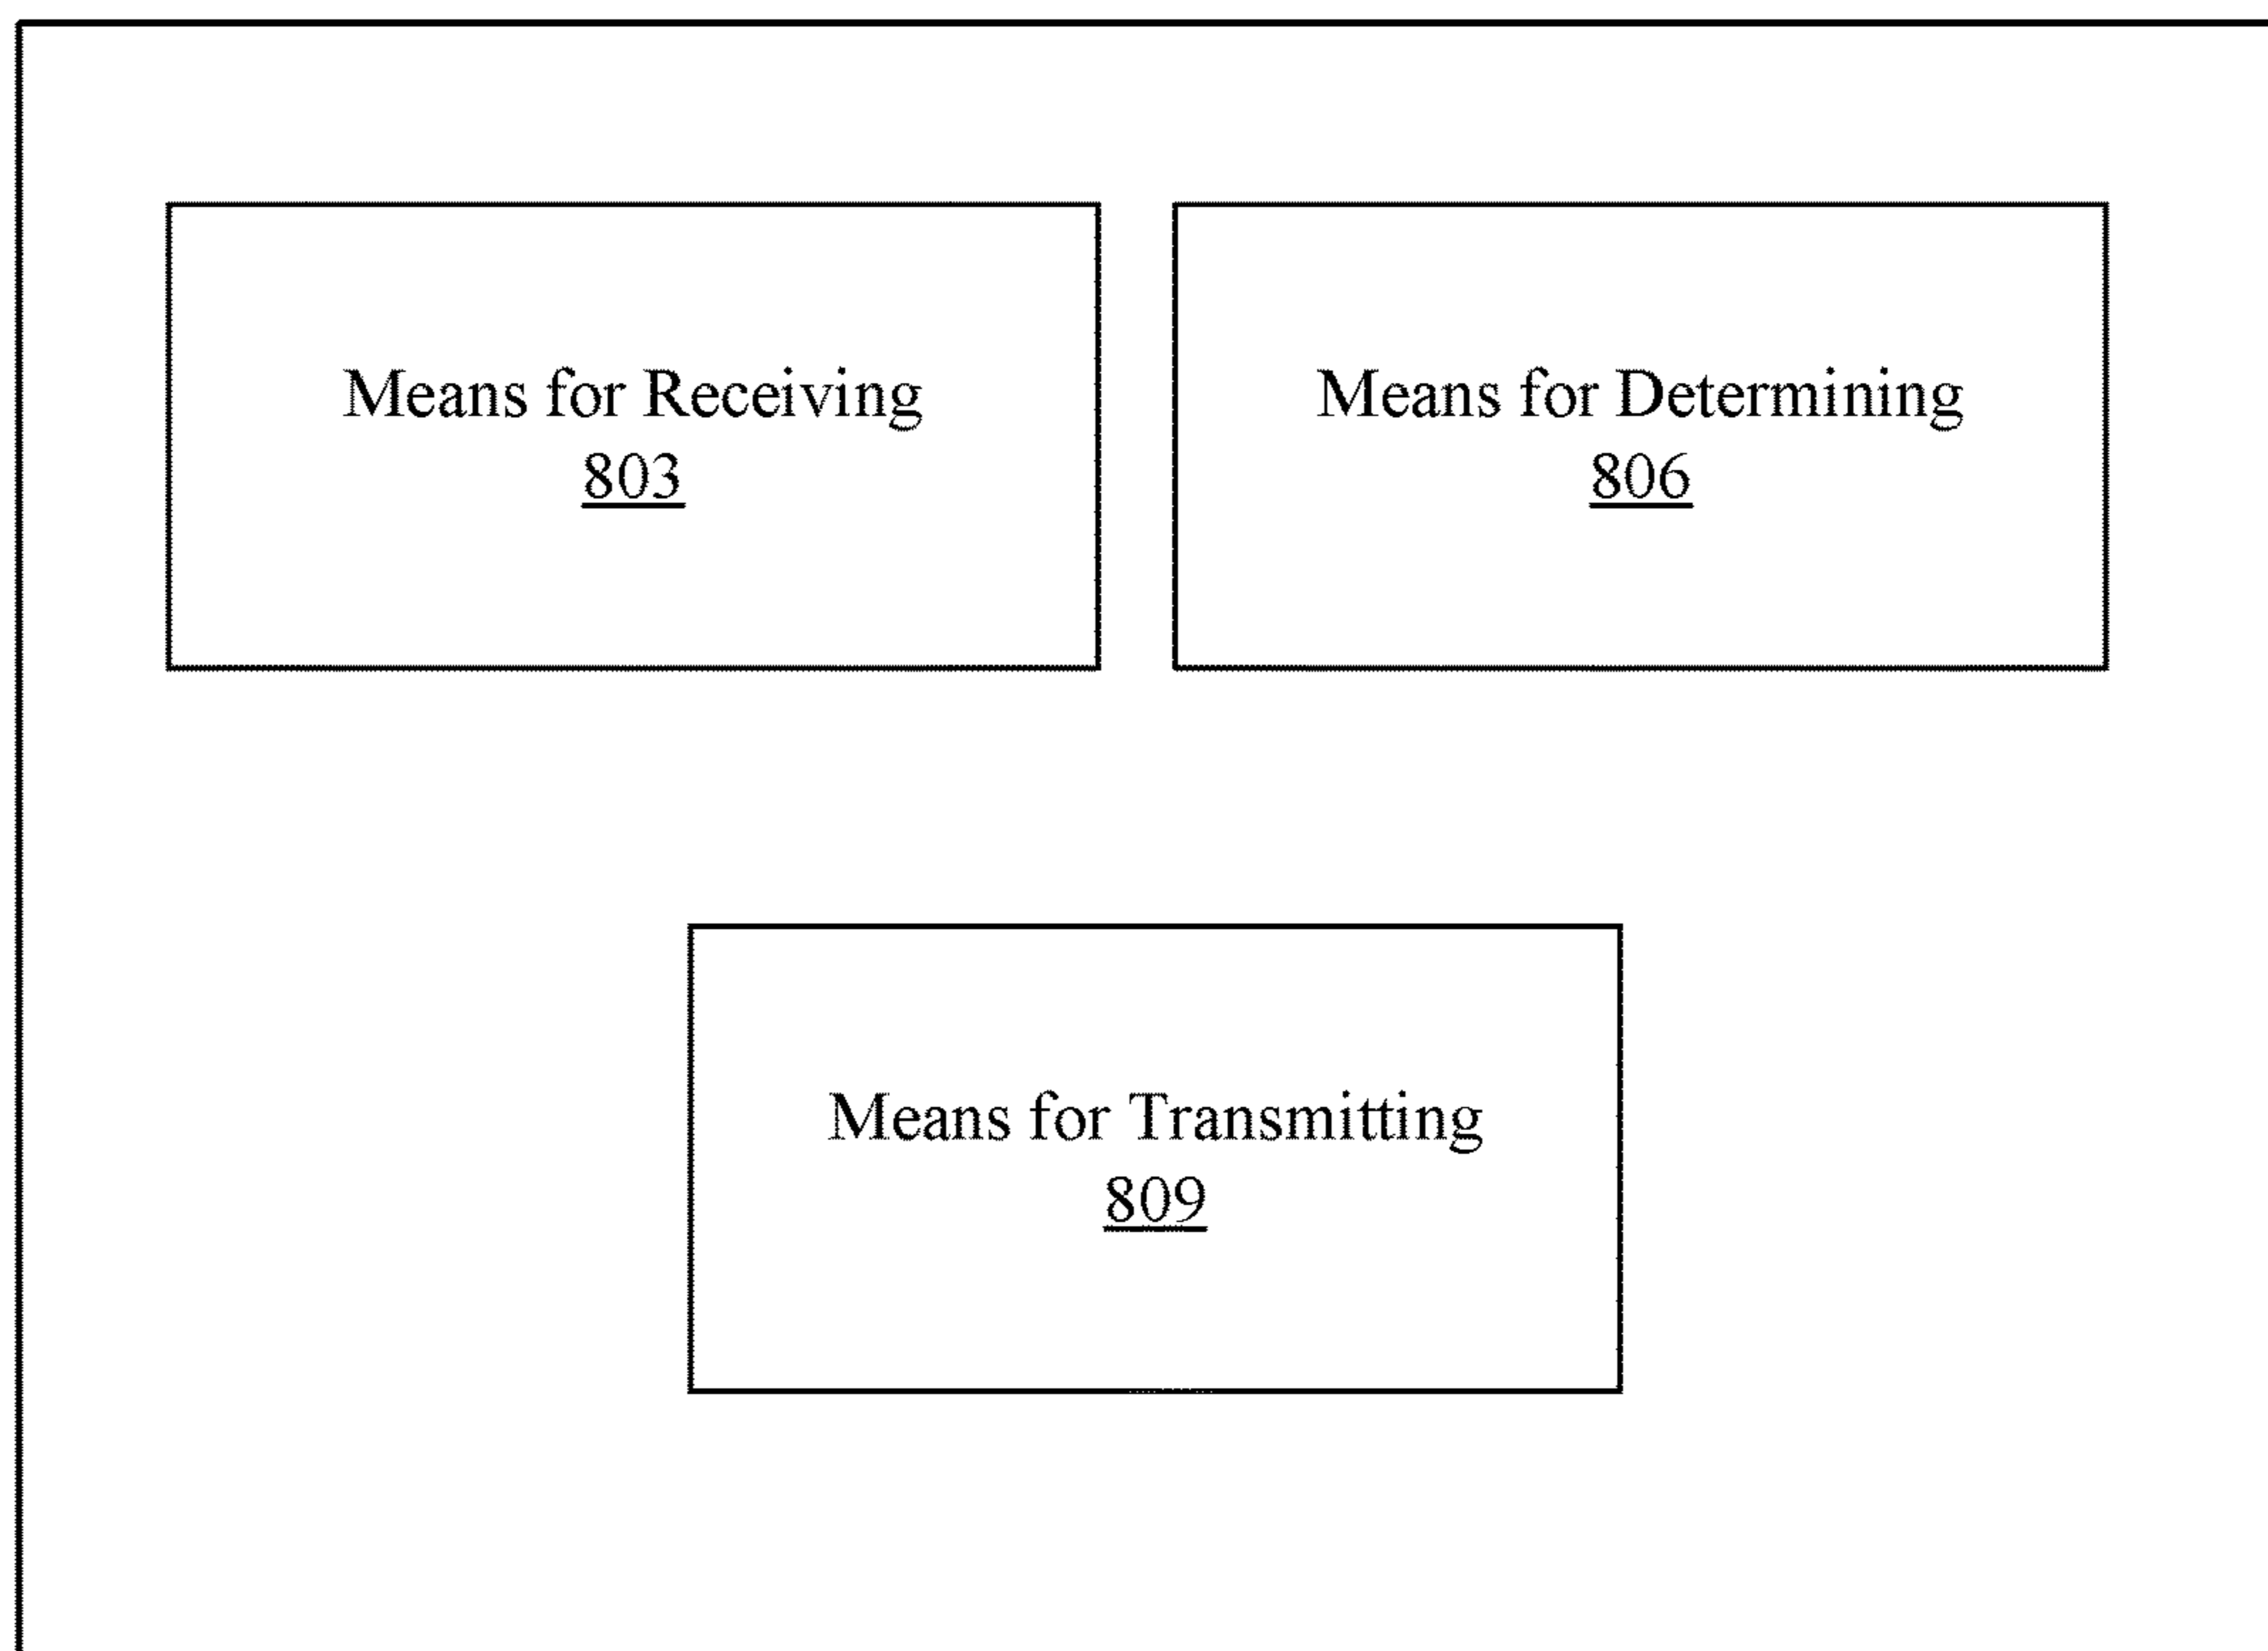 Means for Receiving
803
Means for Determining
806
Means for Transmitting
809